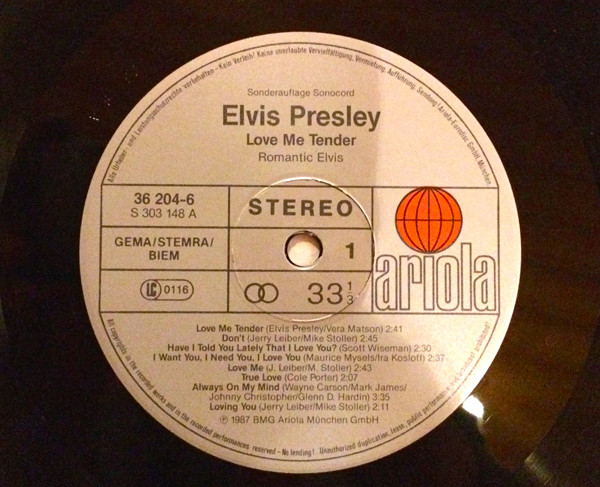 Alle Urheber- und Leistungsschutzrechte vorbehalten - Kein Verleih! Keine unerlaubte Vervielfältigung, Vermietung, Aufführung, Sendung! Ariola-Eurodisc GmbH, München
Sonderauflage Sonocord
Elvis Presley
Love Me Tender
Romantic Elvis
36 204-6
S 303 148 A
STEREO
GEMA/STEMRA/
BIEM
1
LC 0116
33 1/3
ariola
Love Me Tender (Elvis Presley/Vera Matson) 2:41
Don't (Jerry Leiber/Mike Stoller) 2:45
Have I Told You Lately That I Love You? (Scott Wiseman) 2:30
I Want You, I Need You, I Love You (Maurice Mysels/Ira Kosloff) 2:37
Love Me (J. Leiber/M. Stoller) 2:43
True Love (Cole Porter) 2:07
Always On My Mind (Wayne Carson/Mark James/
Johnny Christopher/Glenn D. Hardin) 3:35
Loving You (Jerry Leiber/Mike Stoller) 2:11
℗ 1987 BMG Ariola München GmbH
All copyrights in the recorded works and in the recorded performances reserved - No lending! . Unauthorized duplication, lease, public performance and broadcast prohibited!